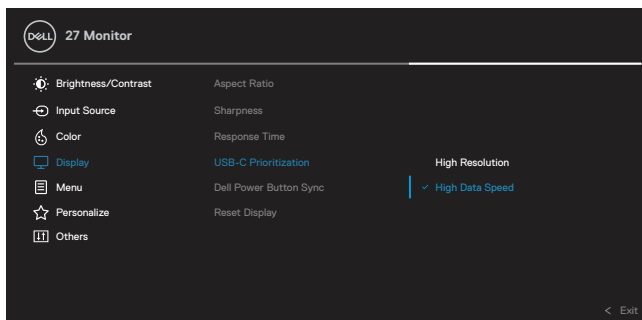 DELL 27 Monitor
Brightness/Contrast Aspect Ratio
Input Source Sharpness
Color Response Time
Display USB-C Prioritization High Resolution
Menu Dell Power Button Sync High Data Speed
Personalize Reset Display
Others
< Exit